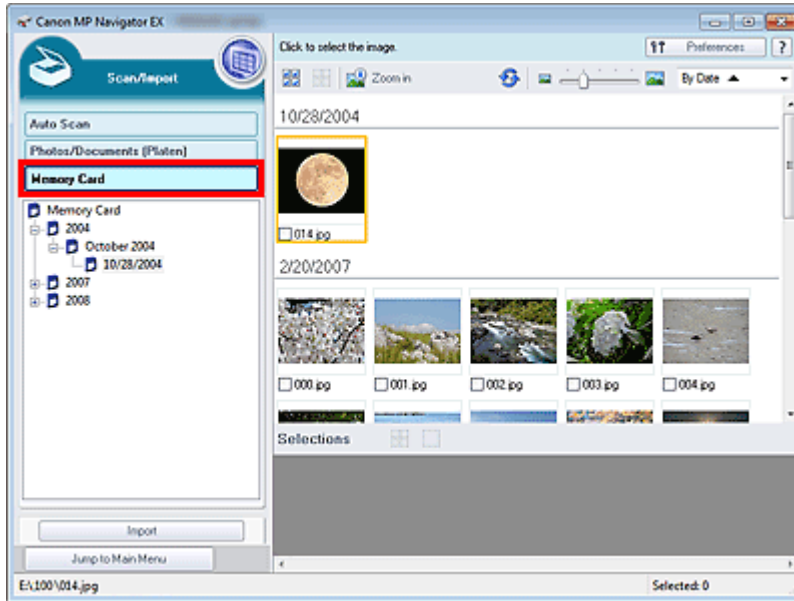 Canon MP Navigator EX
Scan/Import
Click to select the image.
Preferences
?
Zoom in
By Date
Auto Scan
Photos/Documents (Platen)
Memory Card
Memory Card
2004
October 2004
10/28/2004
2007
2008
10/28/2004
014.jpg
2/20/2007
000.jpg
001.jpg
002.jpg
003.jpg
004.jpg
Selections
Import
Jump to Main Menu
E:\100\014.jpg
Selected: 0